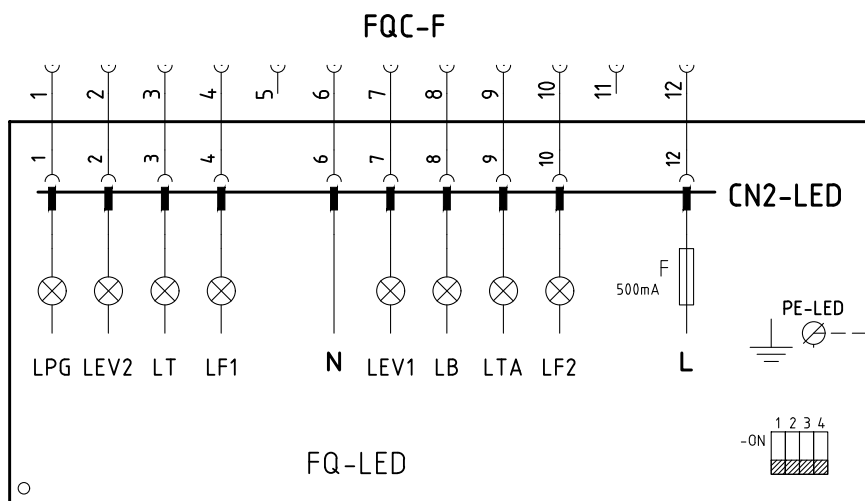 FQC-F
1 2 3 4 5 6 7 8 9 10 11 12
1 2 3 4 6 7 8 9 10 12
CN2-LED
F
500mA
PE-LED
LPG LEV2 LT LF1 N LEV1 LB LTA LF2 L
1 2 3 4
-ON
FQ-LED